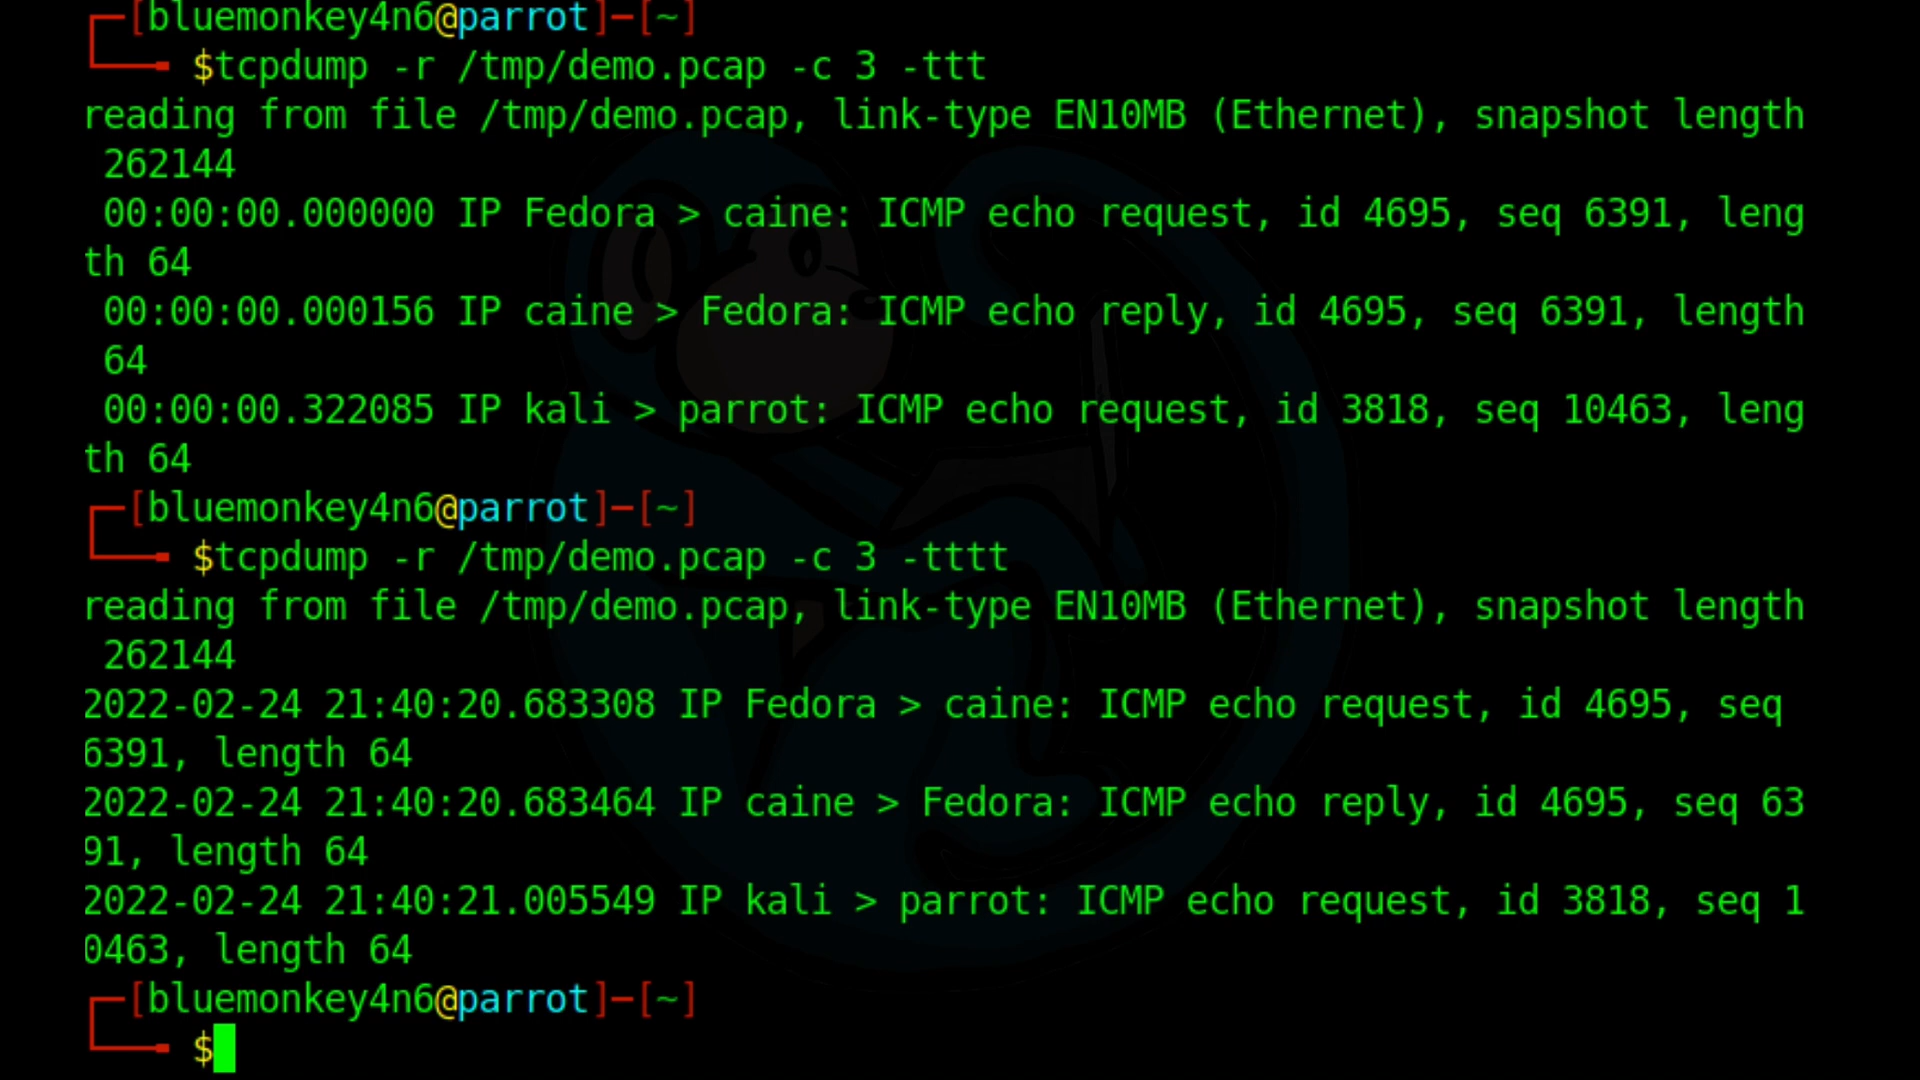 [bluemonkey4n6@parrot]─[~]
$tcpdump -r /tmp/demo.pcap -c 3 -ttt
reading from file /tmp/demo.pcap, link-type EN10MB (Ethernet), snapshot length
262144
00:00:00.000000 IP Fedora > caine: ICMP echo request, id 4695, seq 6391, leng
th 64
00:00:00.000156 IP caine > Fedora: ICMP echo reply, id 4695, seq 6391, length
64
00:00:00.322085 IP kali > parrot: ICMP echo request, id 3818, seq 10463, leng
th 64
[bluemonkey4n6@parrot]─[~]
$tcpdump -r /tmp/demo.pcap -c 3 -tttt
reading from file /tmp/demo.pcap, link-type EN10MB (Ethernet), snapshot length
262144
2022-02-24 21:40:20.683308 IP Fedora > caine: ICMP echo request, id 4695, seq
6391, length 64
2022-02-24 21:40:20.683464 IP caine > Fedora: ICMP echo reply, id 4695, seq 63
91, length 64
2022-02-24 21:40:21.005549 IP kali > parrot: ICMP echo request, id 3818, seq 1
0463, length 64
[bluemonkey4n6@parrot]─[~]
$